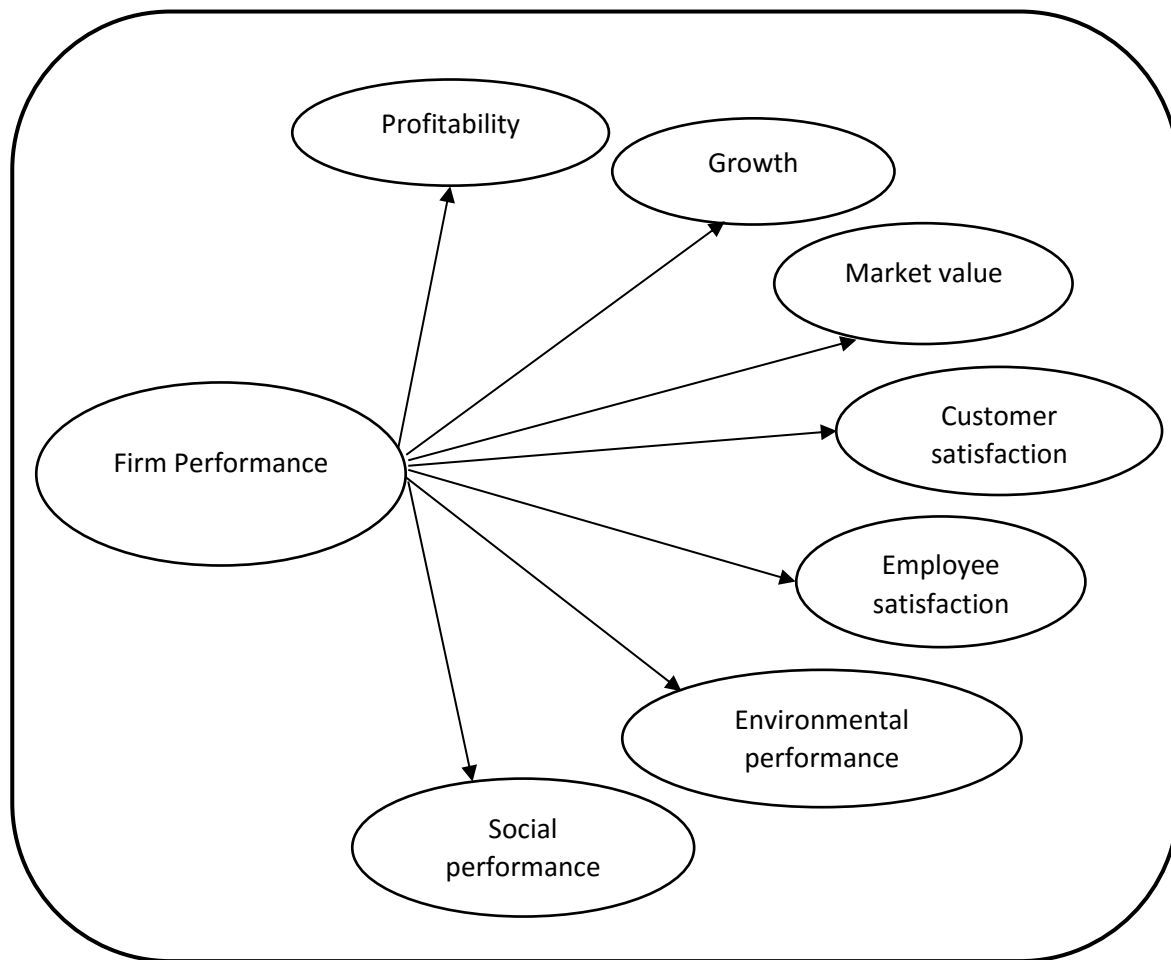 Profitability
Growth
Market value
Customer
satisfaction
Firm Performance
Employee
satisfaction
Environmental
performance
Social
performance